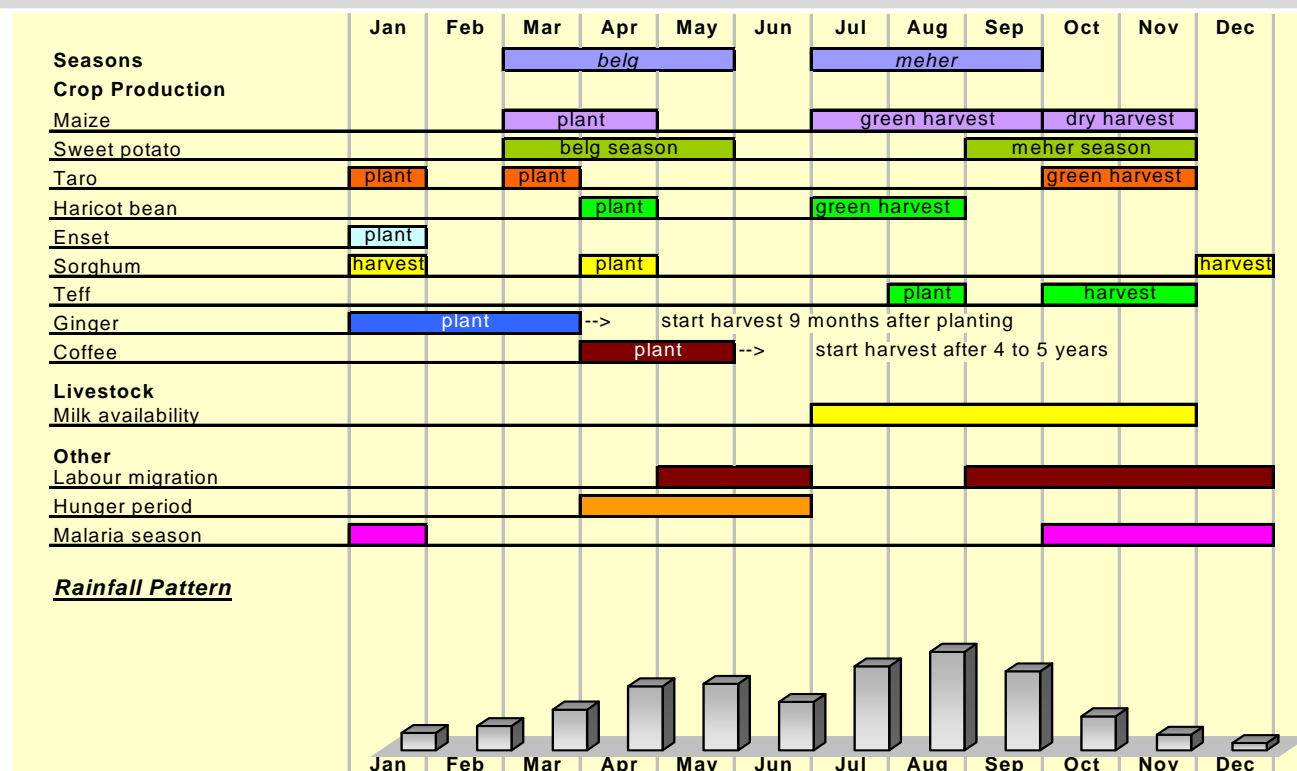 Jan Feb Mar Apr May Jun Jul Aug Sep Oct Nov Dec
Seasons belg meher
Crop Production
Maize plant green harvest dry harvest
Sweet potato belg season meher season
Taro plant plant green harvest
Haricot bean plant green harvest
Enset plant
Sorghum harvest plant harvest
Teff plant harvest
Ginger plant --> start harvest 9 months after planting
Coffee plant --> start harvest after 4 to 5 years
Livestock
Milk availability
Other
Labour migration
Hunger period
Malaria season
Rainfall Pattern
Jan Feb Mar Apr May Jun Jul Aug Sep Oct Nov Dec